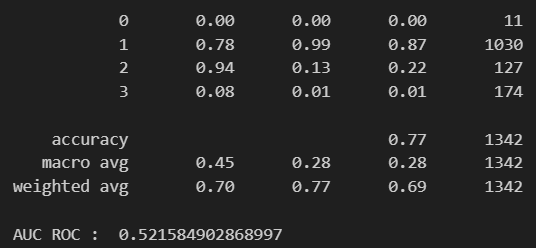 0 0.00 0.00 0.00 11
1 0.78 0.99 0.87 1030
2 0.94 0.13 0.22 127
3 0.08 0.01 0.01 174
accuracy 0.77 1342
macro avg 0.45 0.28 0.28 1342
weighted avg 0.70 0.77 0.69 1342
AUC ROC : 0.521584902868997